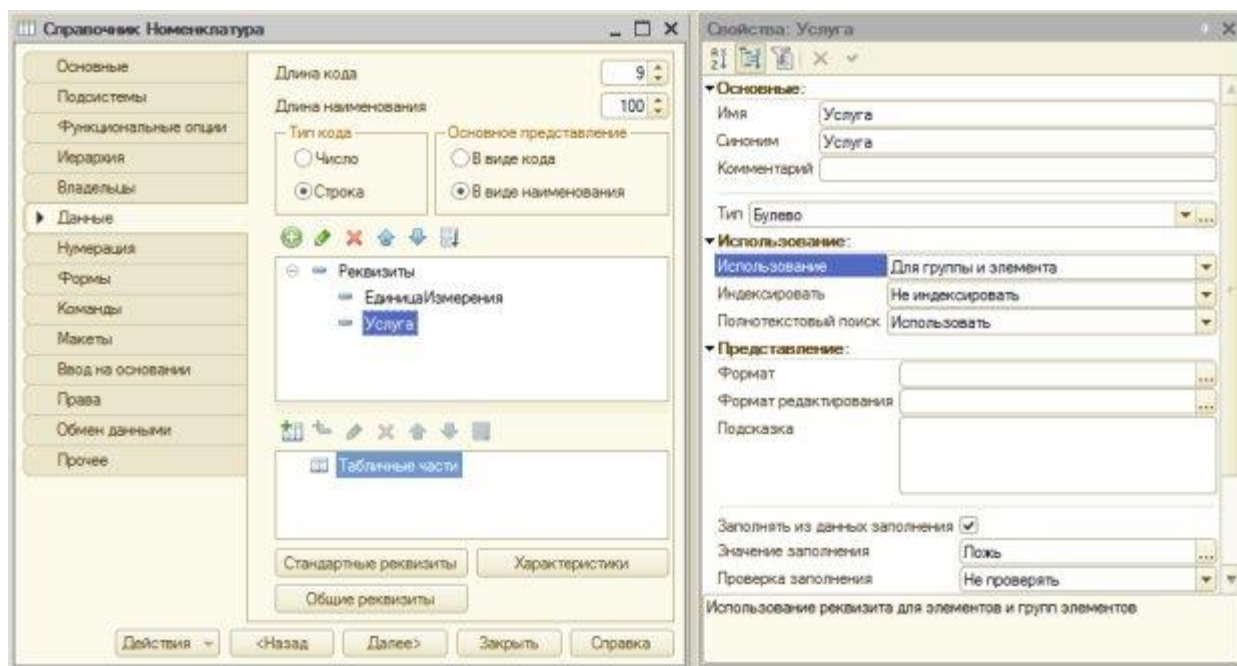 Справочник Номенклатура
Основные
Подсистемы
Функциональные опции
Иерархия
Владельцы
Данные
Нумерация
Формы
Команды
Макеты
Ввод на основании
Права
Обмен данными
Прочее
Длина кода 9
Длина наименования 100
Тип кода
Число
Строка
Основное представление
В виде кода
В виде наименования
Реквизиты
ЕдиницаИзмерения
Услуга
Табличные части
Стандартные реквизиты
Характеристики
Общие реквизиты
Действия
<Назад
Далее>
Закрыть
Справка
Свойства: Услуга
Основные:
Имя Услуга
Синоним Услуга
Комментарий
Тип Булево ...
Использование:
Использование Для группы и элемента
Индексировать Не индексировать
Полнотекстовый поиск Использовать
Представление:
Формат ...
Формат редактирования ...
Подсказка
Заполнять из данных заполнения
Значение заполнения Ложь ...
Проверка заполнения Не проверять
Использование реквизита для элементов и групп элементов